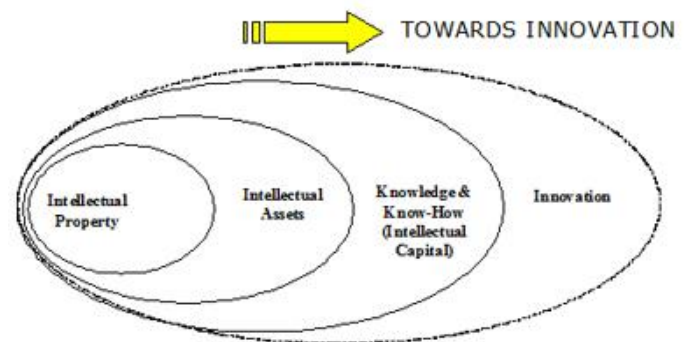 TOWARDS INNOVATION
Intellectual
Property
Intellectual
Assets
Knowledge &
Know-How
(Intellectual
Capital)
Innovation